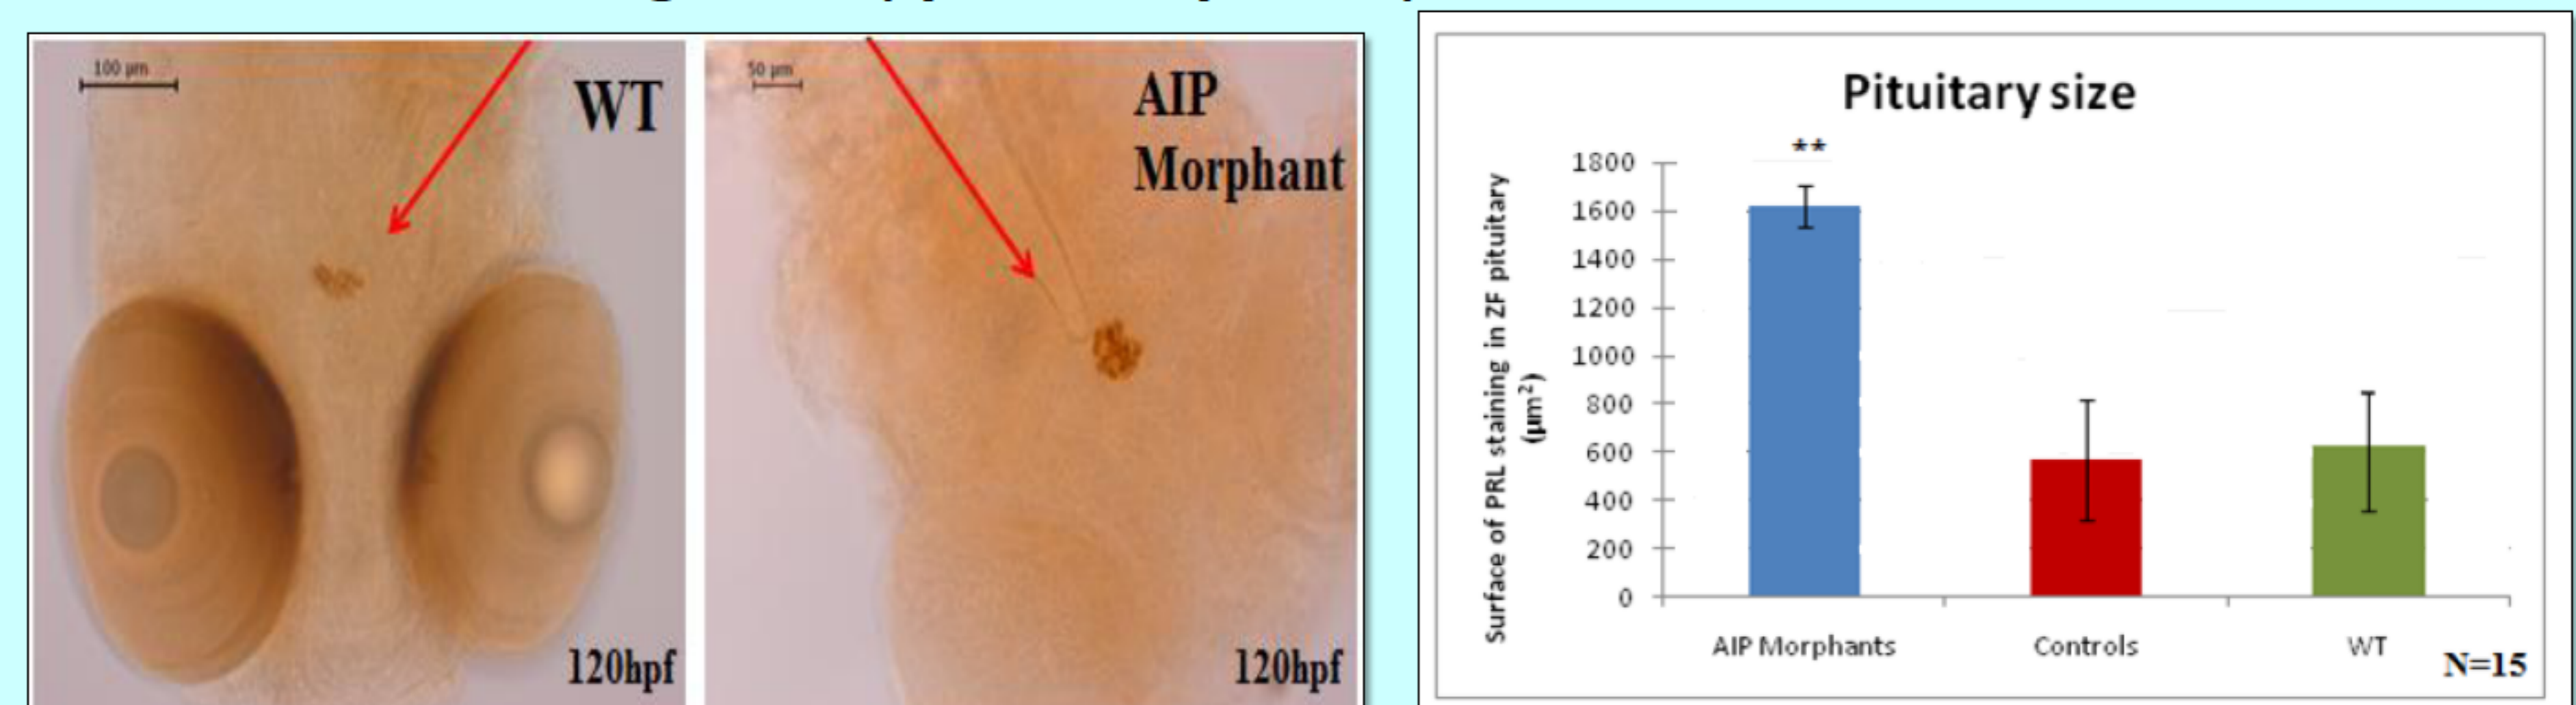 100 µm
WT
120hpf
50 µm
AIP
Morphant
120hpf
Pituitary size
**
Surface of PRL staining in ZF pituitary
(µm²)
1800
1600
1400
1200
1000
800
600
400
200
0
AIP Morphants
Controls
WT
N=15